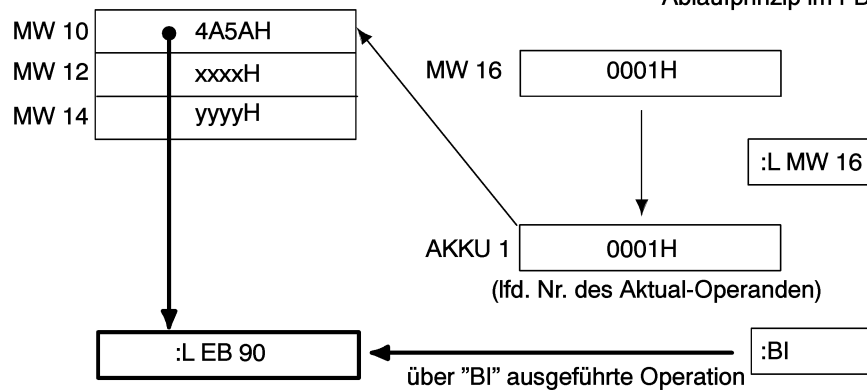 Ablaufprinzip im PB
MW 10 4A5AH
MW 12 xxxxH
MW 14 yyyyH
MW 16 0001H
:L MW 16
AKKU 1 0001H
(lfd. Nr. des Aktual-Operanden)
:L EB 90
:BI
über ”BI” ausgeführte Operation